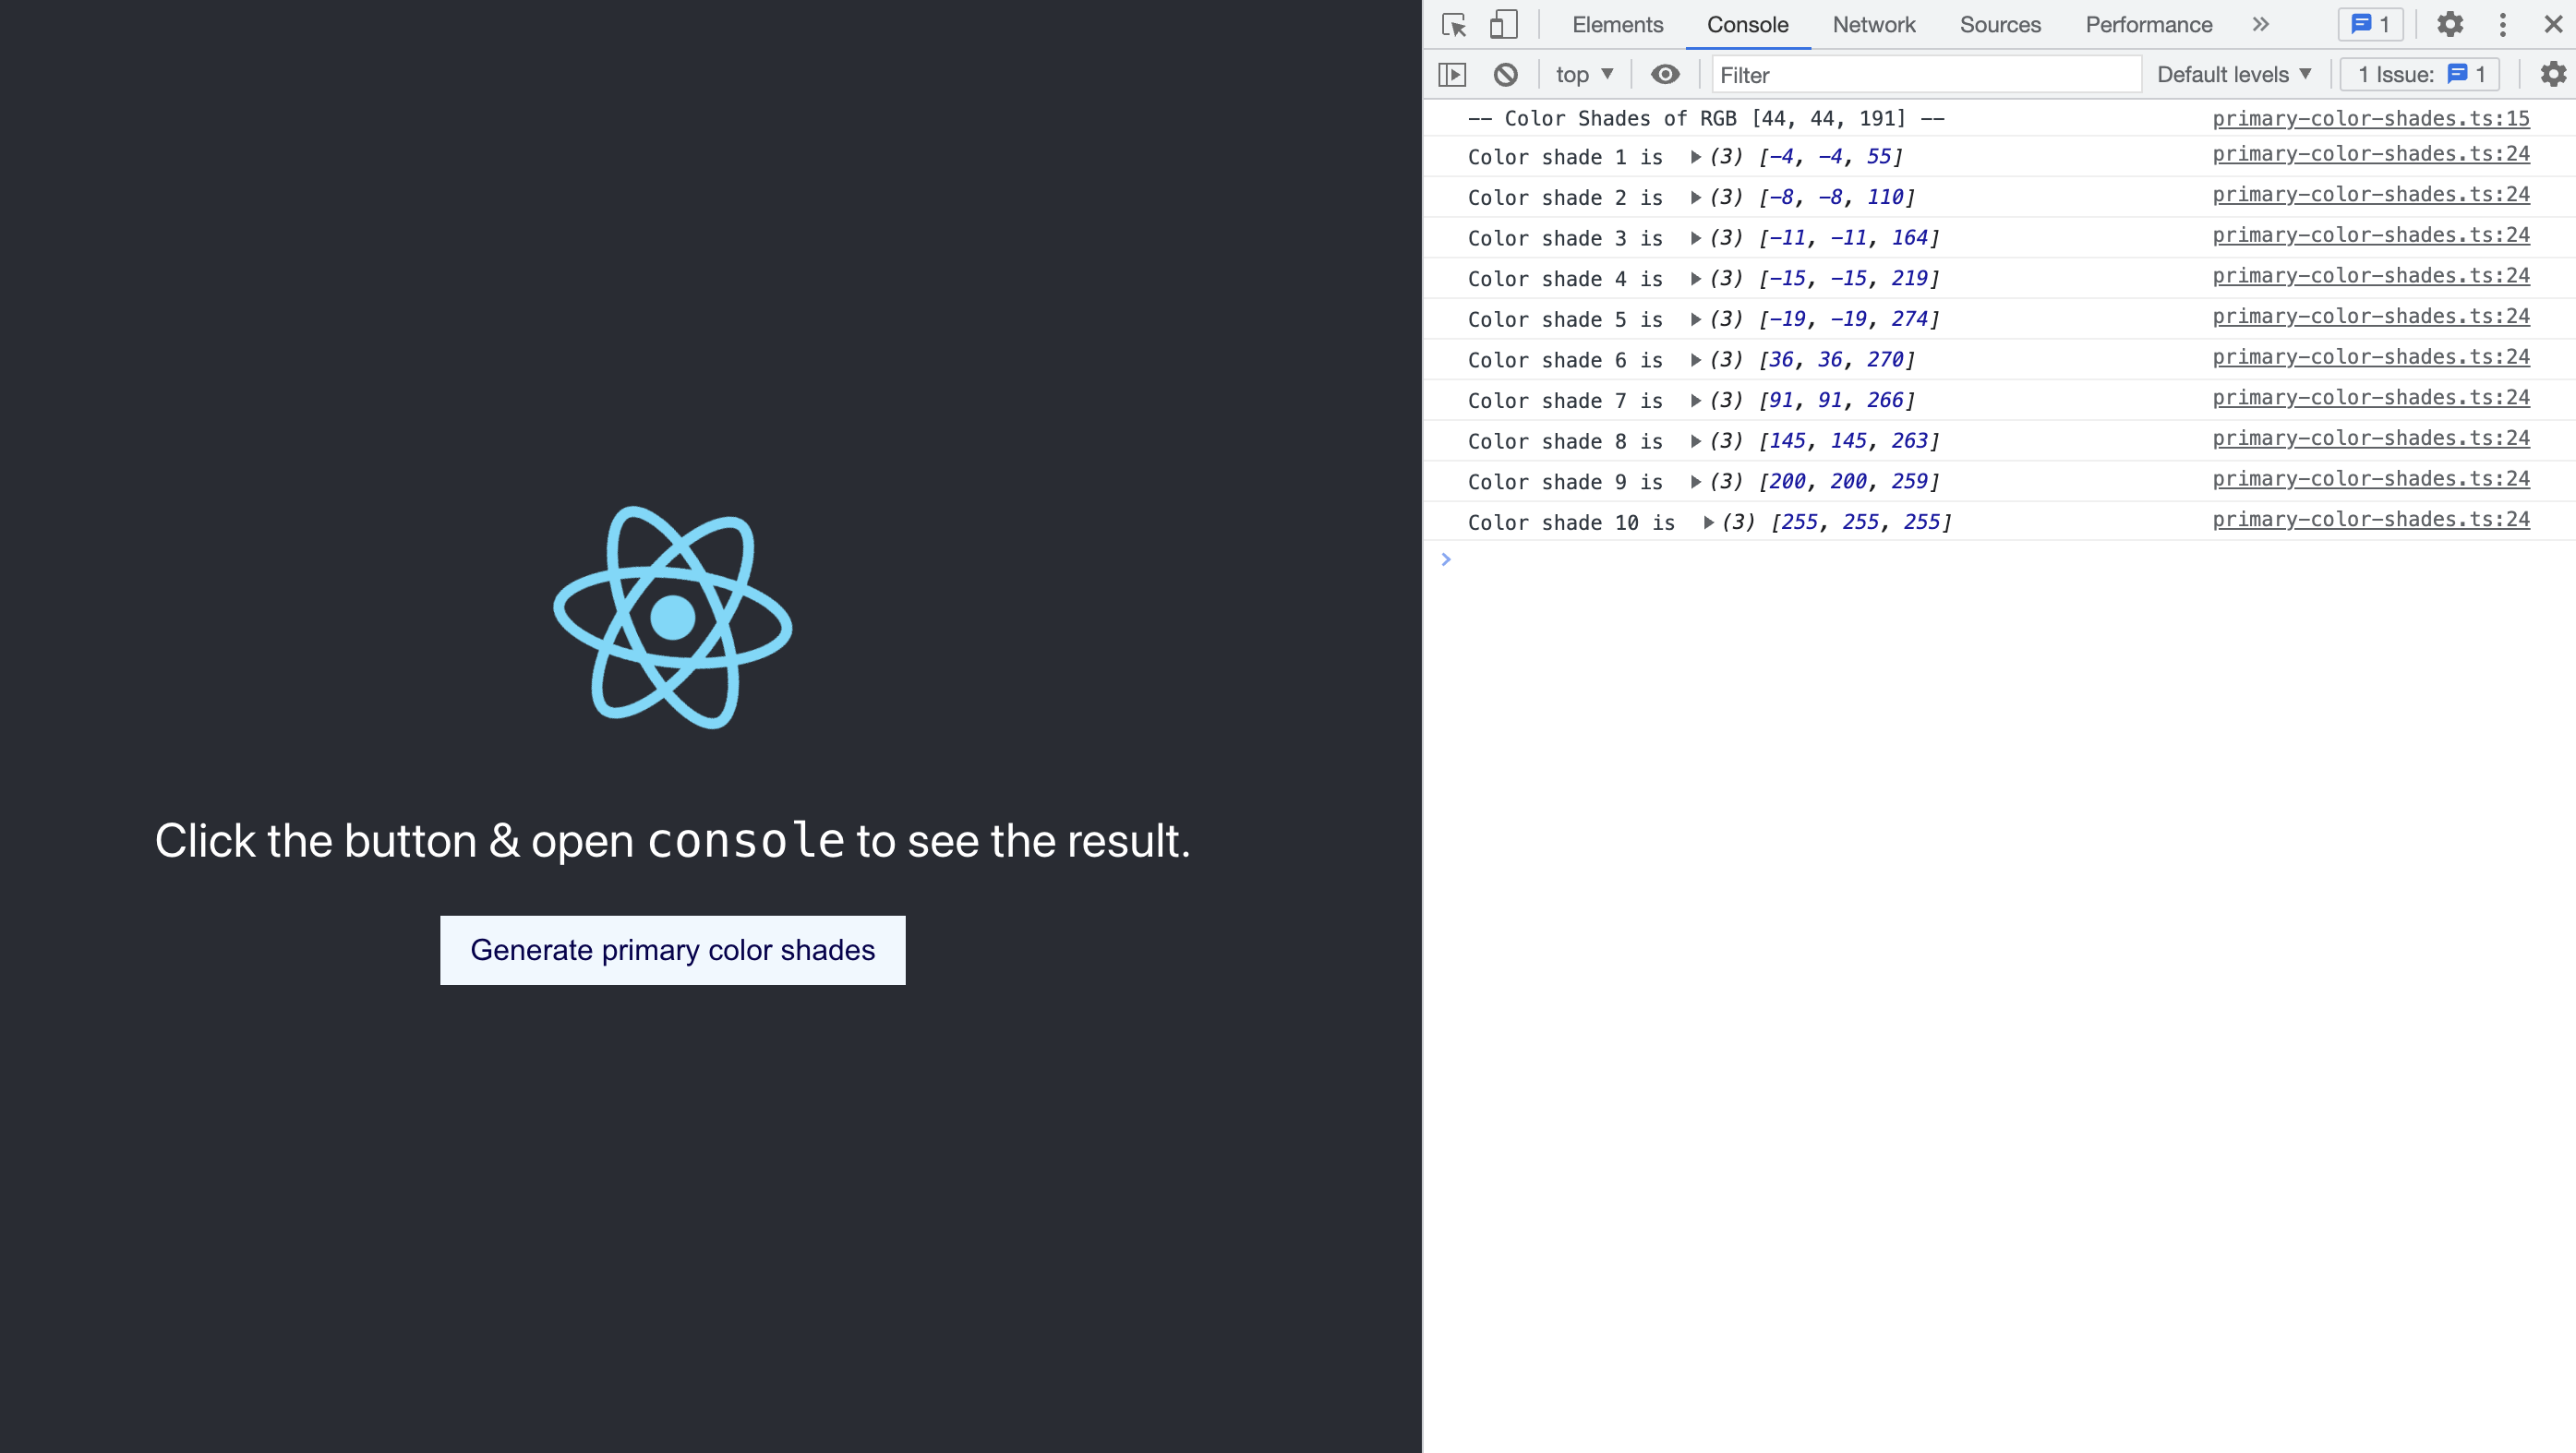 Elements Console Network Sources Performance » 1
top ▼ Filter Default levels ▼ 1 Issue: 1
-- Color Shades of RGB [44, 44, 191] -- primary-color-shades.ts:15
Color shade 1 is ▶(3) [-4, -4, 55] primary-color-shades.ts:24
Color shade 2 is ▶(3) [-8, -8, 110] primary-color-shades.ts:24
Color shade 3 is ▶(3) [-11, -11, 164] primary-color-shades.ts:24
Color shade 4 is ▶(3) [-15, -15, 219] primary-color-shades.ts:24
Color shade 5 is ▶(3) [-19, -19, 274] primary-color-shades.ts:24
Color shade 6 is ▶(3) [36, 36, 270] primary-color-shades.ts:24
Color shade 7 is ▶(3) [91, 91, 266] primary-color-shades.ts:24
Color shade 8 is ▶(3) [145, 145, 263] primary-color-shades.ts:24
Color shade 9 is ▶(3) [200, 200, 259] primary-color-shades.ts:24
Color shade 10 is ▶(3) [255, 255, 255] primary-color-shades.ts:24
Click the button & open console to see the result.
Generate primary color shades